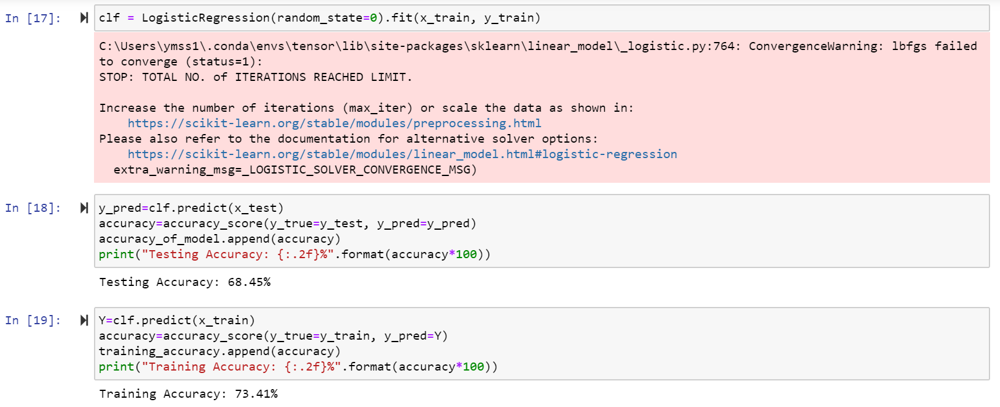 In [17]:
clf = LogisticRegression(random_state=0).fit(x_train, y_train)
C:\Users\ymss1\.conda\envs\tensor\lib\site-packages\sklearn\linear_model\_logistic.py:764: ConvergenceWarning: lbfgs failed
to converge (status=1):
STOP: TOTAL NO. of ITERATIONS REACHED LIMIT.
Increase the number of iterations (max_iter) or scale the data as shown in:
    https://scikit-learn.org/stable/modules/preprocessing.html
Please also refer to the documentation for alternative solver options:
    https://scikit-learn.org/stable/modules/linear_model.html#logistic-regression
  extra_warning_msg=_LOGISTIC_SOLVER_CONVERGENCE_MSG)
In [18]:
y_pred=clf.predict(x_test)
accuracy=accuracy_score(y_true=y_test, y_pred=y_pred)
accuracy_of_model.append(accuracy)
print("Testing Accuracy: {:.2f}%".format(accuracy*100))
Testing Accuracy: 68.45%
In [19]:
Y=clf.predict(x_train)
accuracy=accuracy_score(y_true=y_train, y_pred=Y)
training_accuracy.append(accuracy)
print("Training Accuracy: {:.2f}%".format(accuracy*100))
Training Accuracy: 73.41%